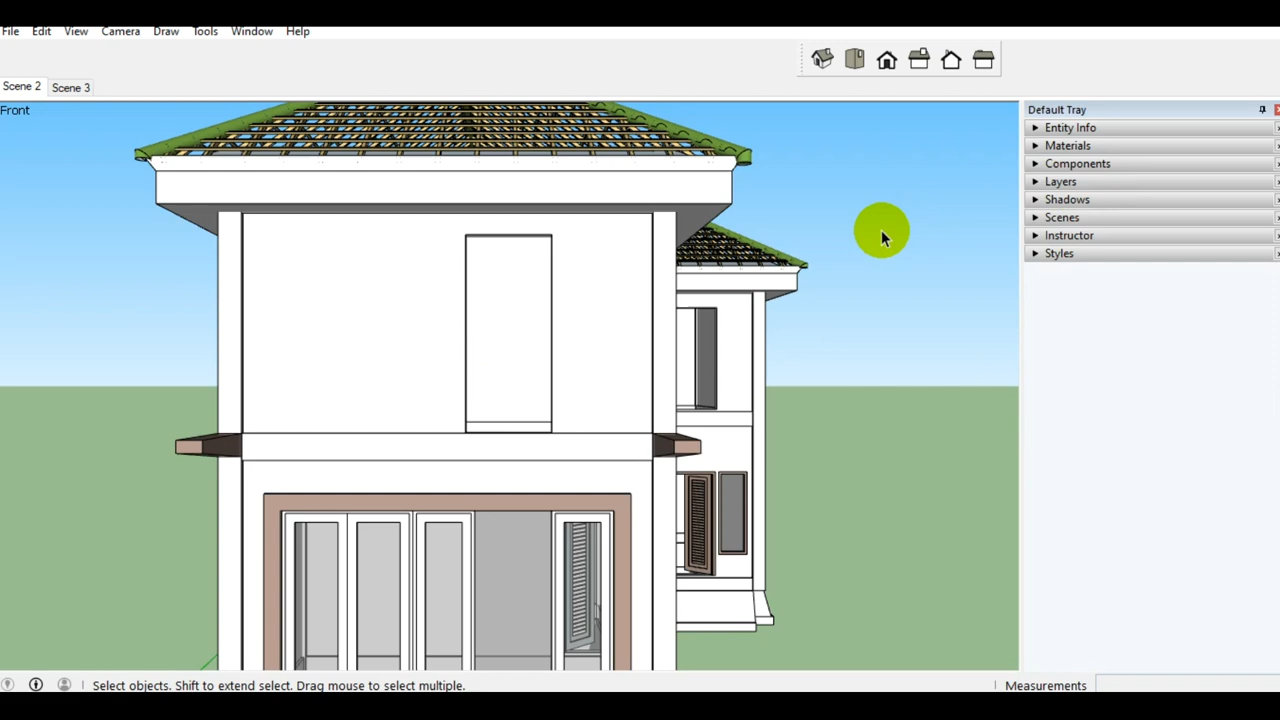 File Edit View Camera Draw Tools Window Help
Scene 2 Scene 3
Front
Default Tray
Entity Info
Materials
Components
Layers
Shadows
Scenes
Instructor
Styles
Select objects. Shift to extend select. Drag mouse to select multiple.
Measurements